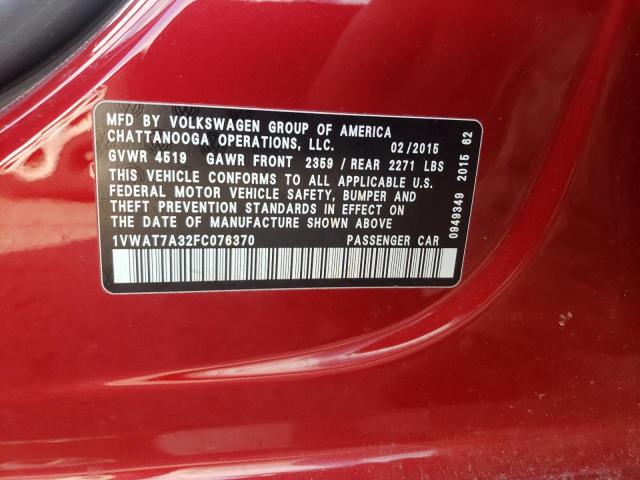 MFD BY VOLKSWAGEN GROUP OF AMERICA
CHATTANOOGA OPERATIONS, LLC. 02/2015
GVWR 4519 GAWR FRONT 2359 / REAR 2271 LBS
THIS VEHICLE CONFORMS TO ALL APPLICABLE U.S.
FEDERAL MOTOR VEHICLE SAFETY, BUMPER AND
THEFT PREVENTION STANDARDS IN EFFECT ON
THE DATE OF MANUFACTURE SHOWN ABOVE
1VWAT7A32FC076370 PASSENGER CAR
0949349 2015 62